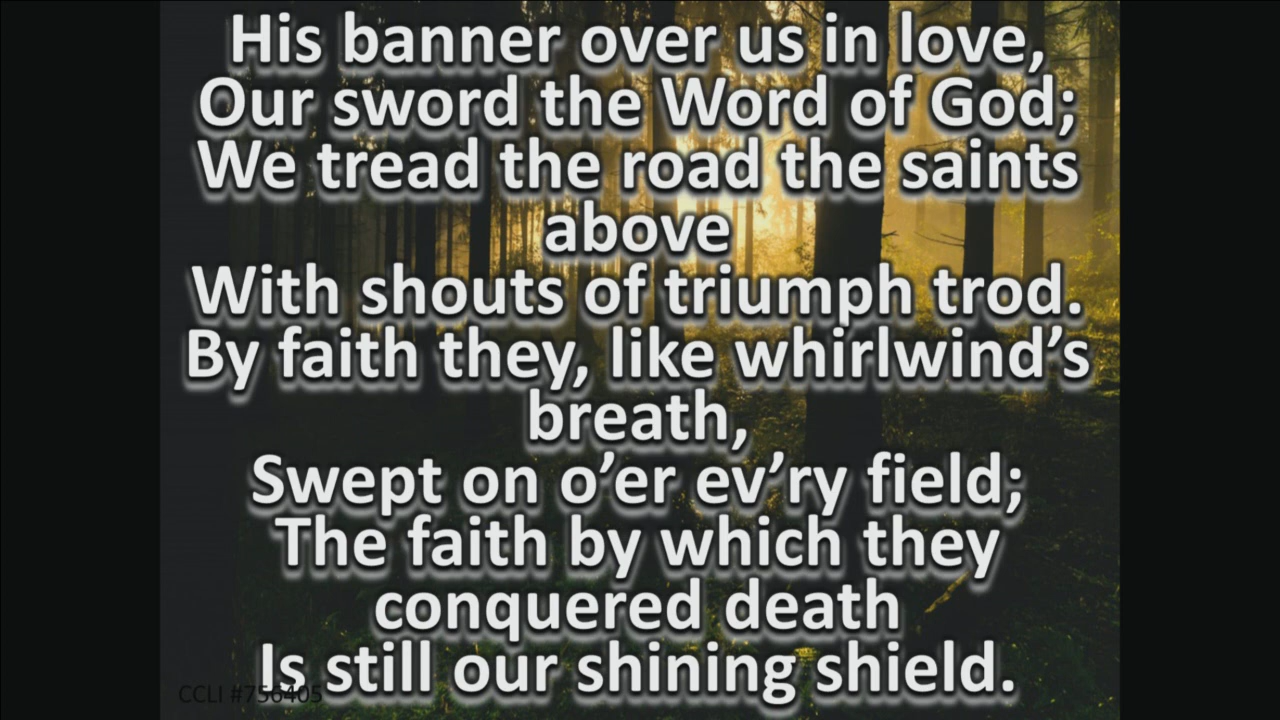 His banner over us in love,
Our sword the Word of God;
We tread the road the saints
above
With shouts of triumph trod.
By faith they, like whirlwind’s
breath,
Swept on o’er ev’ry field;
The faith by which they
conquered death
Is still our shining shield.
CCLI #756405